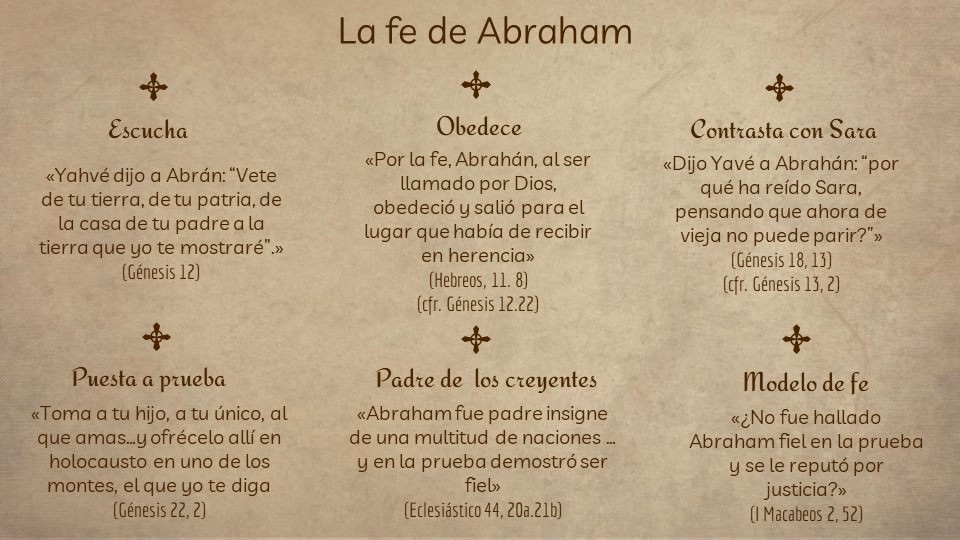 La fe de Abraham
Escucha
«Yahvé dijo a Abrán: “Vete
de tu tierra, de tu patria, de
la casa de tu padre a la
tierra que yo te mostraré”.»
(Génesis 12)
Obedece
«Por la fe, Abrahán, al ser
llamado por Dios,
obedeció y salió para el
lugar que había de recibir
en herencia»
(Hebreos, 11. 8)
(cfr. Génesis 12.22)
Contrasta con Sara
«Dijo Yavé a Abrahán: “por
qué ha reído Sara,
pensando que ahora de
vieja no puede parir?”»
(Génesis 18, 13)
(cfr. Génesis 13, 2)
Puesta a prueba
«Toma a tu hijo, a tu único, al
que amas…y ofrécelo allí en
holocausto en uno de los
montes, el que yo te diga
(Génesis 22, 2)
Padre de los creyentes
«Abraham fue padre insigne
de una multitud de naciones …
y en la prueba demostró ser
fiel»
(Eclesiástico 44, 20a.21b)
Modelo de fe
«¿No fue hallado
Abraham fiel en la prueba
y se le reputó por
justicia?»
(I Macabeos 2, 52)